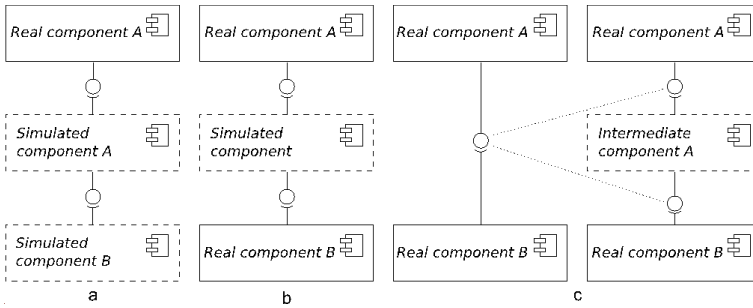 Real component A
Real component A
Real component A
Real component A
Simulated
component A
Simulated
component
Intermediate
component A
Simulated
component B
Real component B
Real component B
Real component B
a
b
c